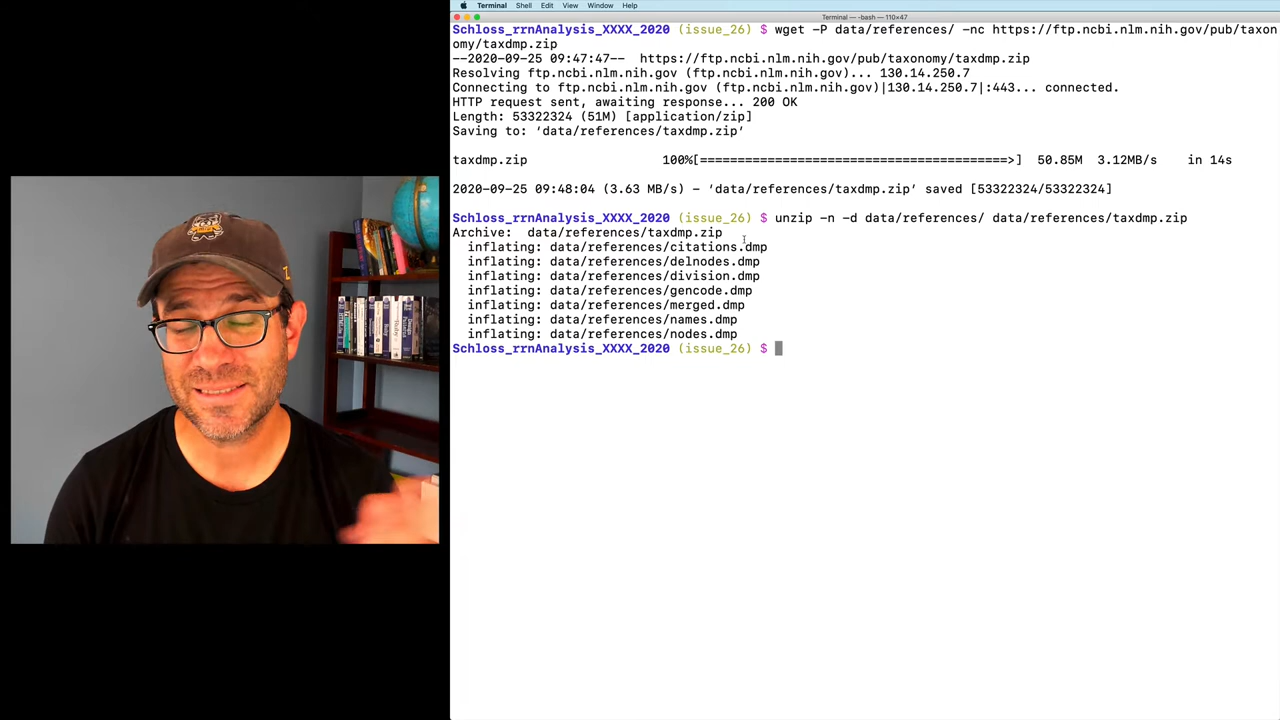 Terminal Shell Edit View Window Help
Terminal — -bash — 110×47
Schloss_rrnAnalysis_XXXX_2020 (issue_26) $ wget -P data/references/ -nc https://ftp.ncbi.nlm.nih.gov/pub/taxon
omy/taxdmp.zip
--2020-09-25 09:47:47-- https://ftp.ncbi.nlm.nih.gov/pub/taxonomy/taxdmp.zip
Resolving ftp.ncbi.nlm.nih.gov (ftp.ncbi.nlm.nih.gov)... 130.14.250.7
Connecting to ftp.ncbi.nlm.nih.gov (ftp.ncbi.nlm.nih.gov)|130.14.250.7|:443... connected.
HTTP request sent, awaiting response... 200 OK
Length: 53322324 (51M) [application/zip]
Saving to: ‘data/references/taxdmp.zip’
taxdmp.zip 100%[=========================================>] 50.85M 3.12MB/s in 14s
2020-09-25 09:48:04 (3.63 MB/s) - ‘data/references/taxdmp.zip’ saved [53322324/53322324]
Schloss_rrnAnalysis_XXXX_2020 (issue_26) $ unzip -n -d data/references/ data/references/taxdmp.zip
Archive: data/references/taxdmp.zip
inflating: data/references/citations.dmp
inflating: data/references/delnodes.dmp
inflating: data/references/division.dmp
inflating: data/references/gencode.dmp
inflating: data/references/merged.dmp
inflating: data/references/names.dmp
inflating: data/references/nodes.dmp
Schloss_rrnAnalysis_XXXX_2020 (issue_26) $